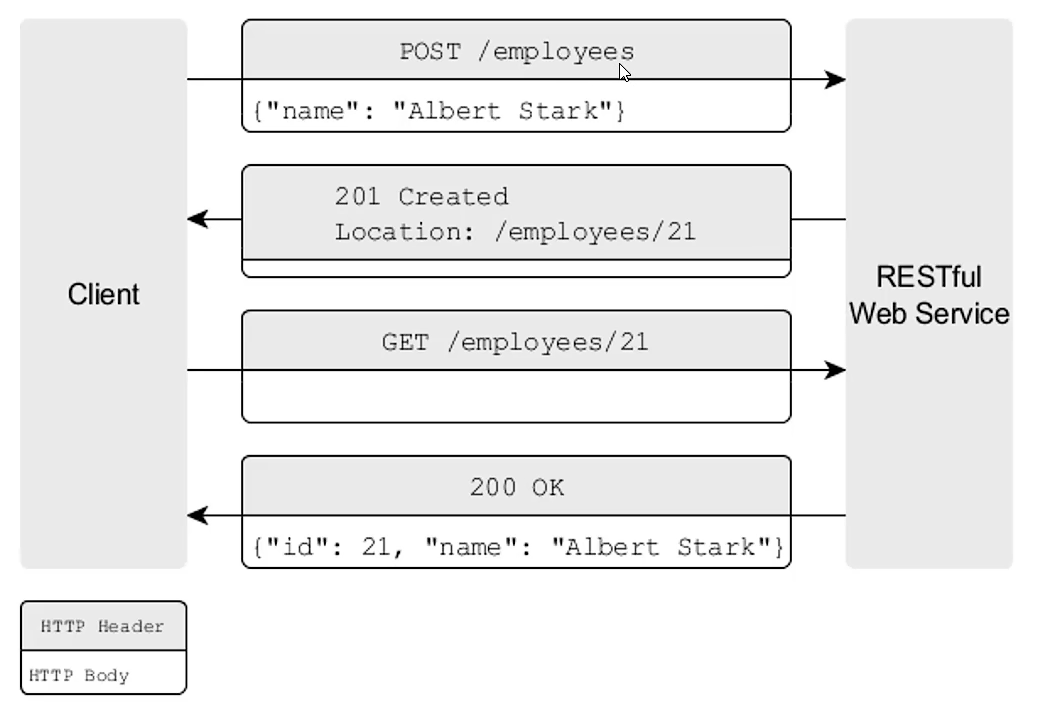 POST /employees
{"name": "Albert Stark"}
201 Created
Location: /employees/21
Client
RESTful
Web Service
GET /employees/21
200 OK
{"id": 21, "name": "Albert Stark"}
HTTP Header
HTTP Body